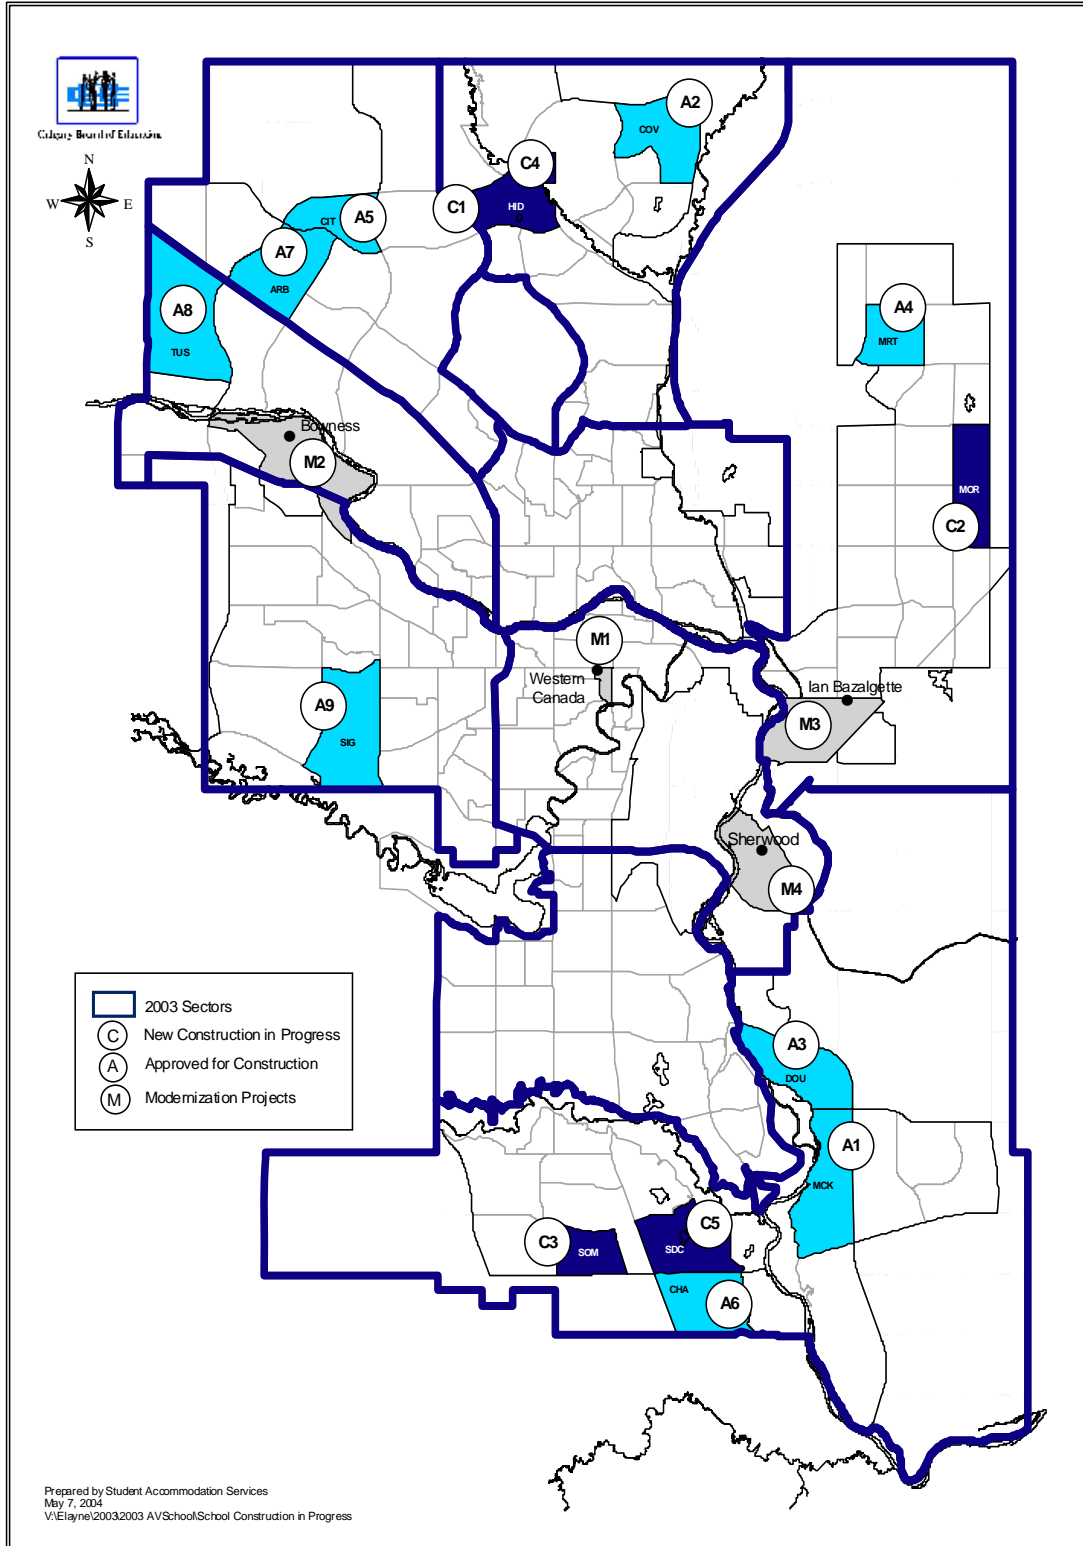 Calgary Board of Education
N
W E
S
A2
COV
C4
C1
HID
CIT
A5
A7
ARB
A8
TUS
A4
MRT
Bowness
M2
MOR
C2
M1
Western
Canada
Ian Bazalgette
M3
A9
SIG
Sherwood
M4
2003 Sectors
C New Construction in Progress
A Approved for Construction
M Modernization Projects
A3
DOU
A1
MCK
C5
C3
SOM
SDC
CHA
A6
Prepared by Student Accommodation Services
May 7, 2004
V:\Elayne\2003\2003 AVSchool\School Construction in Progress